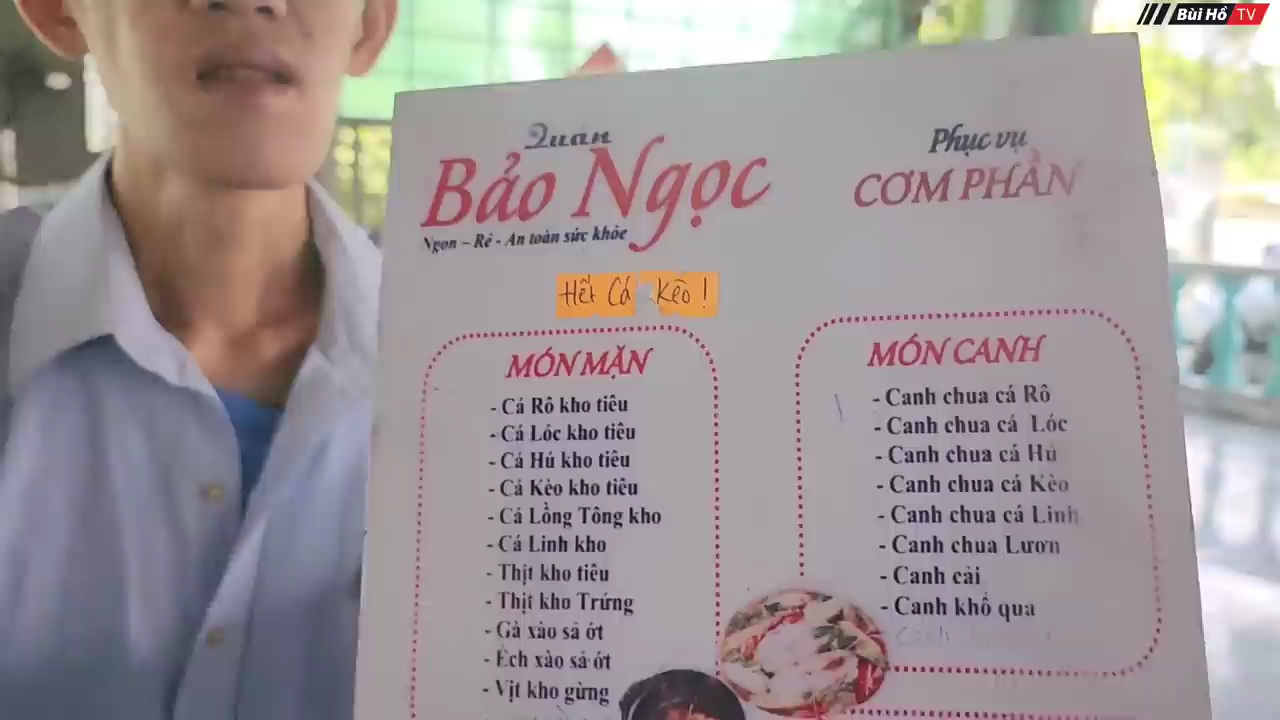 Bùi Hồ TV
Quán
Bảo Ngọc
Ngon – Rẻ - An toàn sức khỏe
Phục vụ
CƠM PHẦN
Hết Cá Kèo !
MÓN MẶN
- Cá Rô kho tiêu
- Cá Lóc kho tiêu
- Cá Hú kho tiêu
- Cá Kèo kho tiêu
- Cá Lồng Tông kho
- Cá Linh kho
- Thịt kho tiêu
- Thịt kho Trứng
- Gà xào sả ớt
- Ếch xào sả ớt
- Vịt kho gừng
MÓN CANH
- Canh chua cá Rô
- Canh chua cá Lóc
- Canh chua cá Hú
- Canh chua cá Kèo
- Canh chua cá Linh
- Canh chua Lươn
- Canh cải
- Canh khổ qua